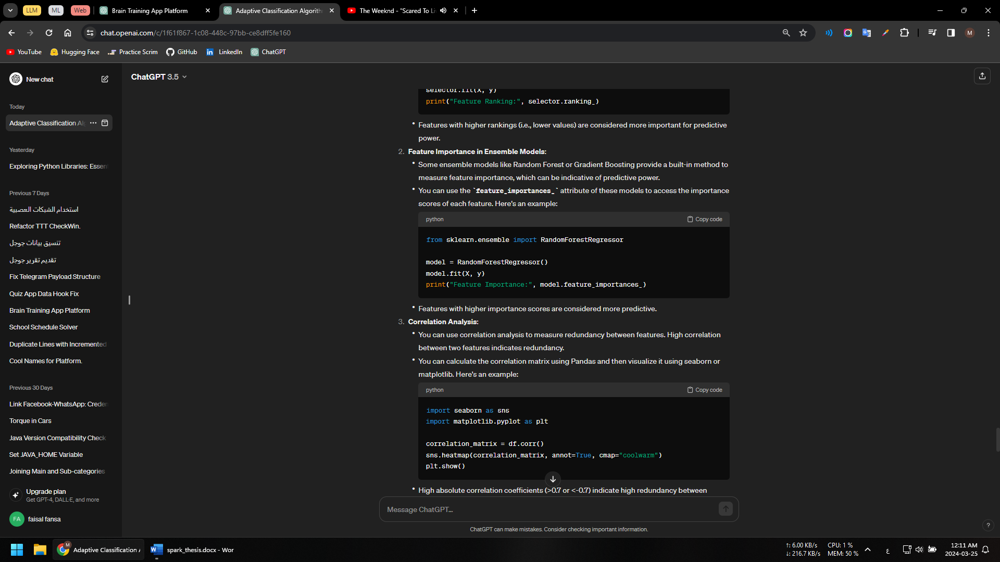 LLM
ML
Web
Brain Training App Platform
Adaptive Classification Algorith
The Weeknd - "Scared To Li
chat.openai.com/c/1f61f867-1c08-448c-97bb-ce8dff5fe160
M
YouTube
Hugging Face
Practice Scrim
GitHub
LinkedIn
ChatGPT
New chat
ChatGPT 3.5
Today
Adaptive Classification Al
Yesterday
Exploring Python Libraries: Essen
Previous 7 Days
استخدام الشبكات العصبية
Refactor TTT CheckWin.
تنسيق بيانات جوجل
تقديم تقرير جوجل
Fix Telegram Payload Structure
Quiz App Data Hook Fix
Brain Training App Platform
School Schedule Solver
Duplicate Lines with Incremented
Cool Names for Platform.
Previous 30 Days
Link Facebook-WhatsApp: Creden
Torque in Cars
Java Version Compatibility Check
Set JAVA_HOME Variable
Joining Main and Sub-categories
Upgrade plan
Get GPT-4, DALL·E, and more
FA
faisal fansa
selector.fit(X, y)
print("Feature Ranking:", selector.ranking_)
• Features with higher rankings (i.e., lower values) are considered more important for predictive
power.
2. Feature Importance in Ensemble Models:
• Some ensemble models like Random Forest or Gradient Boosting provide a built-in method to
measure feature importance, which can be indicative of predictive power.
• You can use the `feature_importances_` attribute of these models to access the importance
scores of each feature. Here's an example:
python
Copy code
from sklearn.ensemble import RandomForestRegressor
model = RandomForestRegressor()
model.fit(X, y)
print("Feature Importance:", model.feature_importances_)
• Features with higher importance scores are considered more predictive.
3. Correlation Analysis:
• You can use correlation analysis to measure redundancy between features. High correlation
between two features indicates redundancy.
• You can calculate the correlation matrix using Pandas and then visualize it using seaborn or
matplotlib. Here's an example:
python
Copy code
import seaborn as sns
import matplotlib.pyplot as plt
correlation_matrix = df.corr()
sns.heatmap(correlation_matrix, annot=True, cmap="coolwarm")
plt.show()
• High absolute correlation coefficients (>0.7 or <-0.7) indicate high redundancy between
Message ChatGPT...
ChatGPT can make mistakes. Consider checking important information.
?
M
Adaptive Classification A
spark_thesis.docx - Wor
↑: 6.00 KB/s
↓: 216.7 KB/s
CPU: 1 %
MEM: 50 %
ع
12:11 AM
2024-03-25